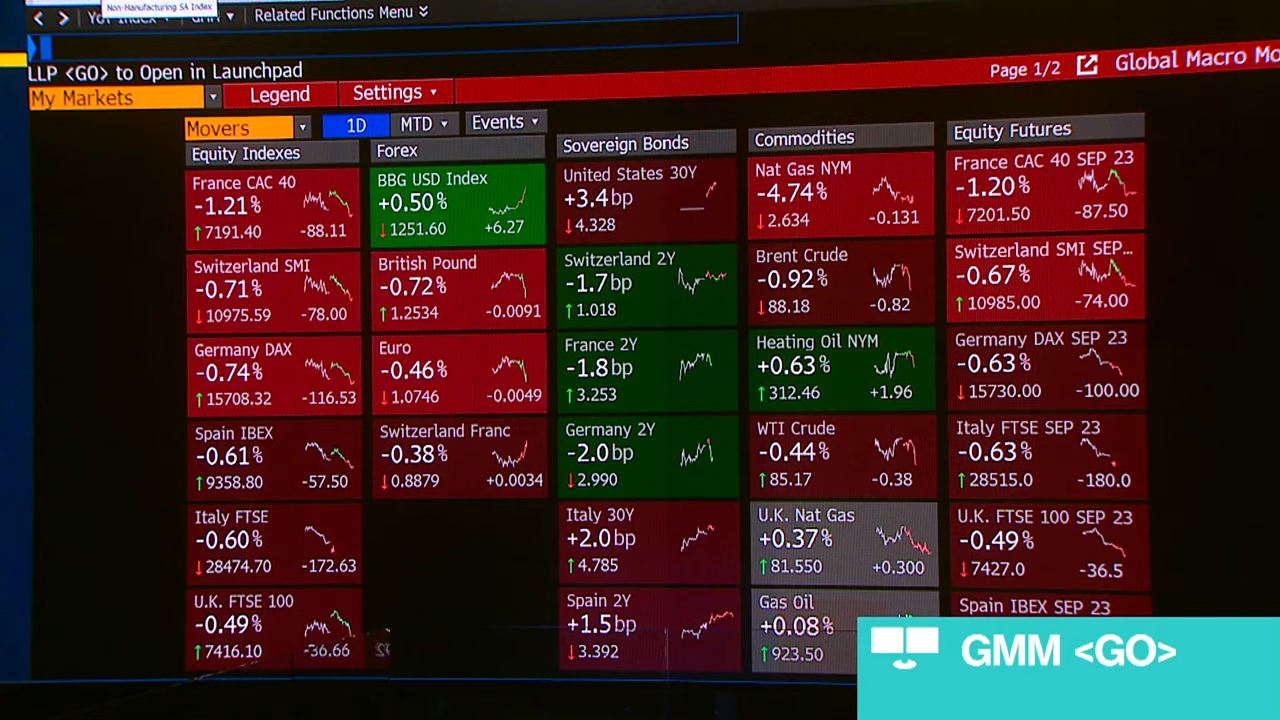 Non-Manufacturing SA Index
Related Functions Menu
LLP <GO> to Open in Launchpad
Page 1/2
Global Macro Mo
My Markets
Legend
Settings
Movers
1D
MTD
Events
Equity Indexes
France CAC 40
-1.21%
7191.40 -88.11
Switzerland SMI
-0.71%
10975.59 -78.00
Germany DAX
-0.74%
15708.32 -116.53
Spain IBEX
-0.61%
9358.80 -57.50
Italy FTSE
-0.60%
28474.70 -172.63
U.K. FTSE 100
-0.49%
7416.10 -36.66
Forex
BBG USD Index
+0.50%
1251.60 +6.27
British Pound
-0.72%
1.2534 -0.0091
Euro
-0.46%
1.0746 -0.0049
Switzerland Franc
-0.38%
0.8879 +0.0034
Sovereign Bonds
United States 30Y
+3.4bp
4.328
Switzerland 2Y
-1.7bp
1.018
France 2Y
-1.8bp
3.253
Germany 2Y
-2.0bp
2.990
Italy 30Y
+2.0bp
4.785
Spain 2Y
+1.5bp
3.392
Commodities
Nat Gas NYM
-4.74%
2.634 -0.131
Brent Crude
-0.92%
88.18 -0.82
Heating Oil NYM
+0.63%
312.46 +1.96
WTI Crude
-0.44%
85.17 -0.38
U.K. Nat Gas
+0.37%
81.550 +0.300
Gas Oil
+0.08%
923.50
Equity Futures
France CAC 40 SEP 23
-1.20%
7201.50 -87.50
Switzerland SMI SEP...
-0.67%
10985.00 -74.00
Germany DAX SEP 23
-0.63%
15730.00 -100.00
Italy FTSE SEP 23
-0.63%
28515.0 -180.0
U.K. FTSE 100 SEP 23
-0.49%
7427.0 -36.5
Spain IBEX SEP 23
GMM <GO>